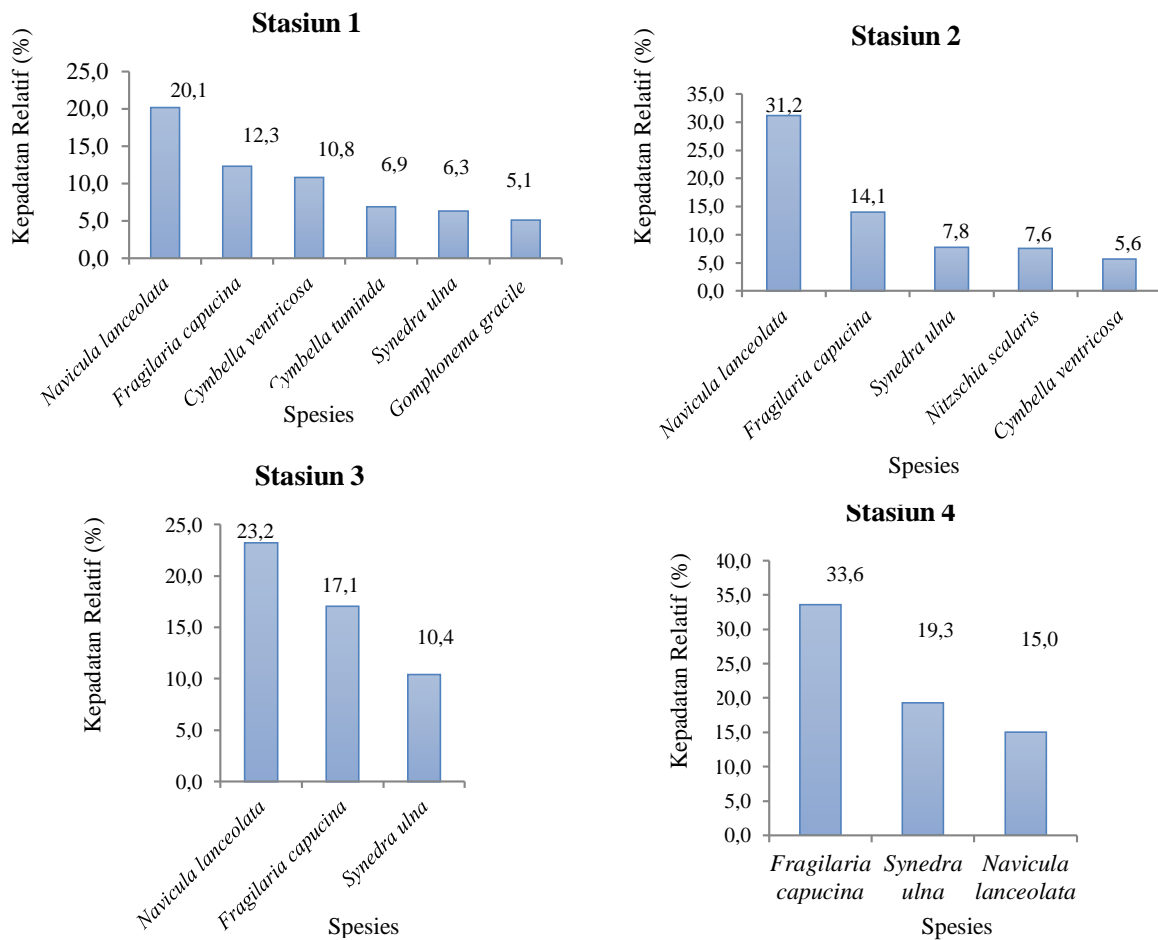 Stasiun 1
Kepadatan Relatif (%)
25,0
20,0
15,0
10,0
5,0
0,0
20,1
12,3
10,8
6,9
6,3
5,1
Navicula lanceolata
Fragilaria capucina
Cymbella ventricosa
Cymbella tuminda
Synedra ulna
Gomphonema gracile
Spesies
Stasiun 2
Kepadatan Relatif (%)
35,0
30,0
25,0
20,0
15,0
10,0
5,0
0,0
31,2
14,1
7,8
7,6
5,6
Navicula lanceolata
Fragilaria capucina
Synedra ulna
Nitzschia scalaris
Cymbella ventricosa
Spesies
Stasiun 3
Kepadatan Relatif (%)
25,0
20,0
15,0
10,0
5,0
0,0
23,2
17,1
10,4
Navicula lanceolata
Fragilaria capucina
Synedra ulna
Spesies
Stasiun 4
Kepadatan Relatif (%)
40,0
35,0
30,0
25,0
20,0
15,0
10,0
5,0
0,0
33,6
19,3
15,0
Fragilaria
capucina
Synedra
ulna
Navicula
lanceolata
Spesies